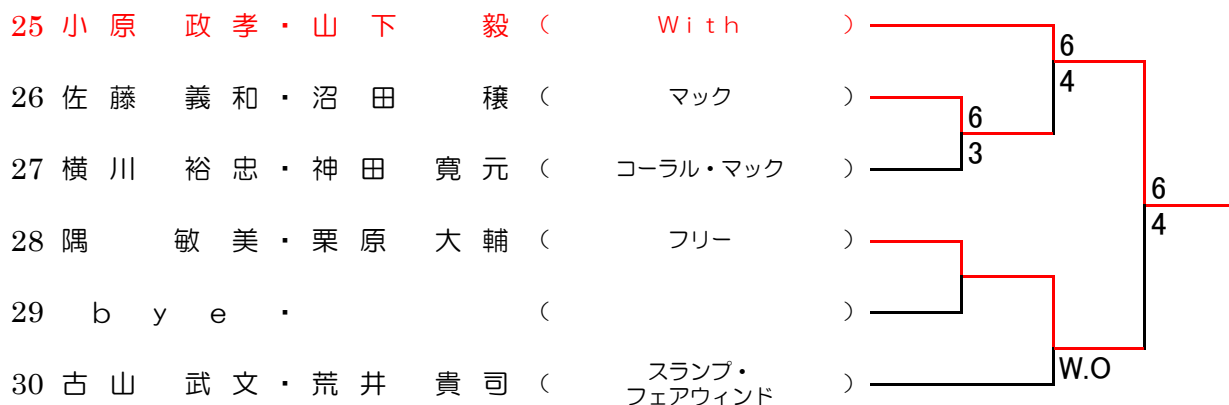 25 小原 政孝・山下 毅 ( With )
6
4
26 佐藤 義和・沼田 穣 ( マック )
6
3
27 横川 裕忠・神田 寛元 ( コーラル・マック )
6
4
28 隅 敏美・栗原 大輔 ( フリー )
29 bye・ ( )
W.O
30 古山 武文・荒井 貴司 ( スランプ・
フェアウィンド )